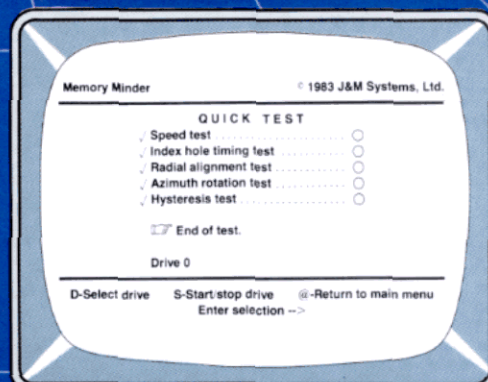 Memory Minder © 1983 J&M Systems, Ltd.
QUICK TEST
√ Speed test .................... ○
√ Index hole timing test .............. ○
√ Radial alignment test .............. ○
√ Azimuth rotation test .............. ○
√ Hysteresis test .................... ○
☞ End of test.
Drive 0
D-Select drive S-Start/stop drive @-Return to main menu
Enter selection -->